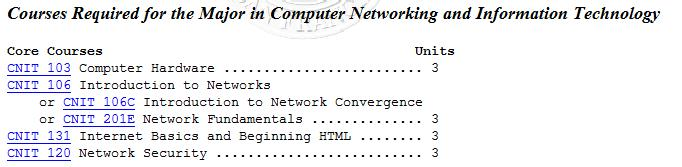 Courses Required for the Major in Computer Networking and Information Technology
Core Courses Units
CNIT 103 Computer Hardware ......................... 3
CNIT 106 Introduction to Networks
or CNIT 106C Introduction to Network Convergence
or CNIT 201E Network Fundamentals .............. 3
CNIT 131 Internet Basics and Beginning HTML ........ 3
CNIT 120 Network Security .......................... 3